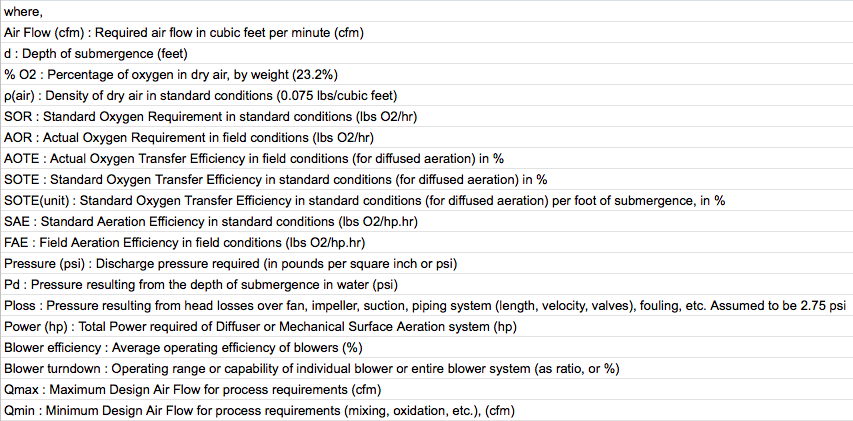 where,
Air Flow (cfm) : Required air flow in cubic feet per minute (cfm)
d : Depth of submergence (feet)
% O2 : Percentage of oxygen in dry air, by weight (23.2%)
ρ(air) : Density of dry air in standard conditions (0.075 lbs/cubic feet)
SOR : Standard Oxygen Requirement in standard conditions (lbs O2/hr)
AOR : Actual Oxygen Requirement in field conditions (lbs O2/hr)
AOTE : Actual Oxygen Transfer Efficiency in field conditions (for diffused aeration) in %
SOTE : Standard Oxygen Transfer Efficiency in standard conditions (for diffused aeration) in %
SOTE(unit) : Standard Oxygen Transfer Efficiency in standard conditions (for diffused aeration) per foot of submergence, in %
SAE : Standard Aeration Efficiency in standard conditions (lbs O2/hp.hr)
FAE : Field Aeration Efficiency in field conditions (lbs O2/hp.hr)
Pressure (psi) : Discharge pressure required (in pounds per square inch or psi)
Pd : Pressure resulting from the depth of submergence in water (psi)
Ploss : Pressure resulting from head losses over fan, impeller, suction, piping system (length, velocity, valves), fouling, etc. Assumed to be 2.75 psi
Power (hp) : Total Power required of Diffuser or Mechanical Surface Aeration system (hp)
Blower efficiency : Average operating efficiency of blowers (%)
Blower turndown : Operating range or capability of individual blower or entire blower system (as ratio, or %)
Qmax : Maximum Design Air Flow for process requirements (cfm)
Qmin : Minimum Design Air Flow for process requirements (mixing, oxidation, etc.), (cfm)